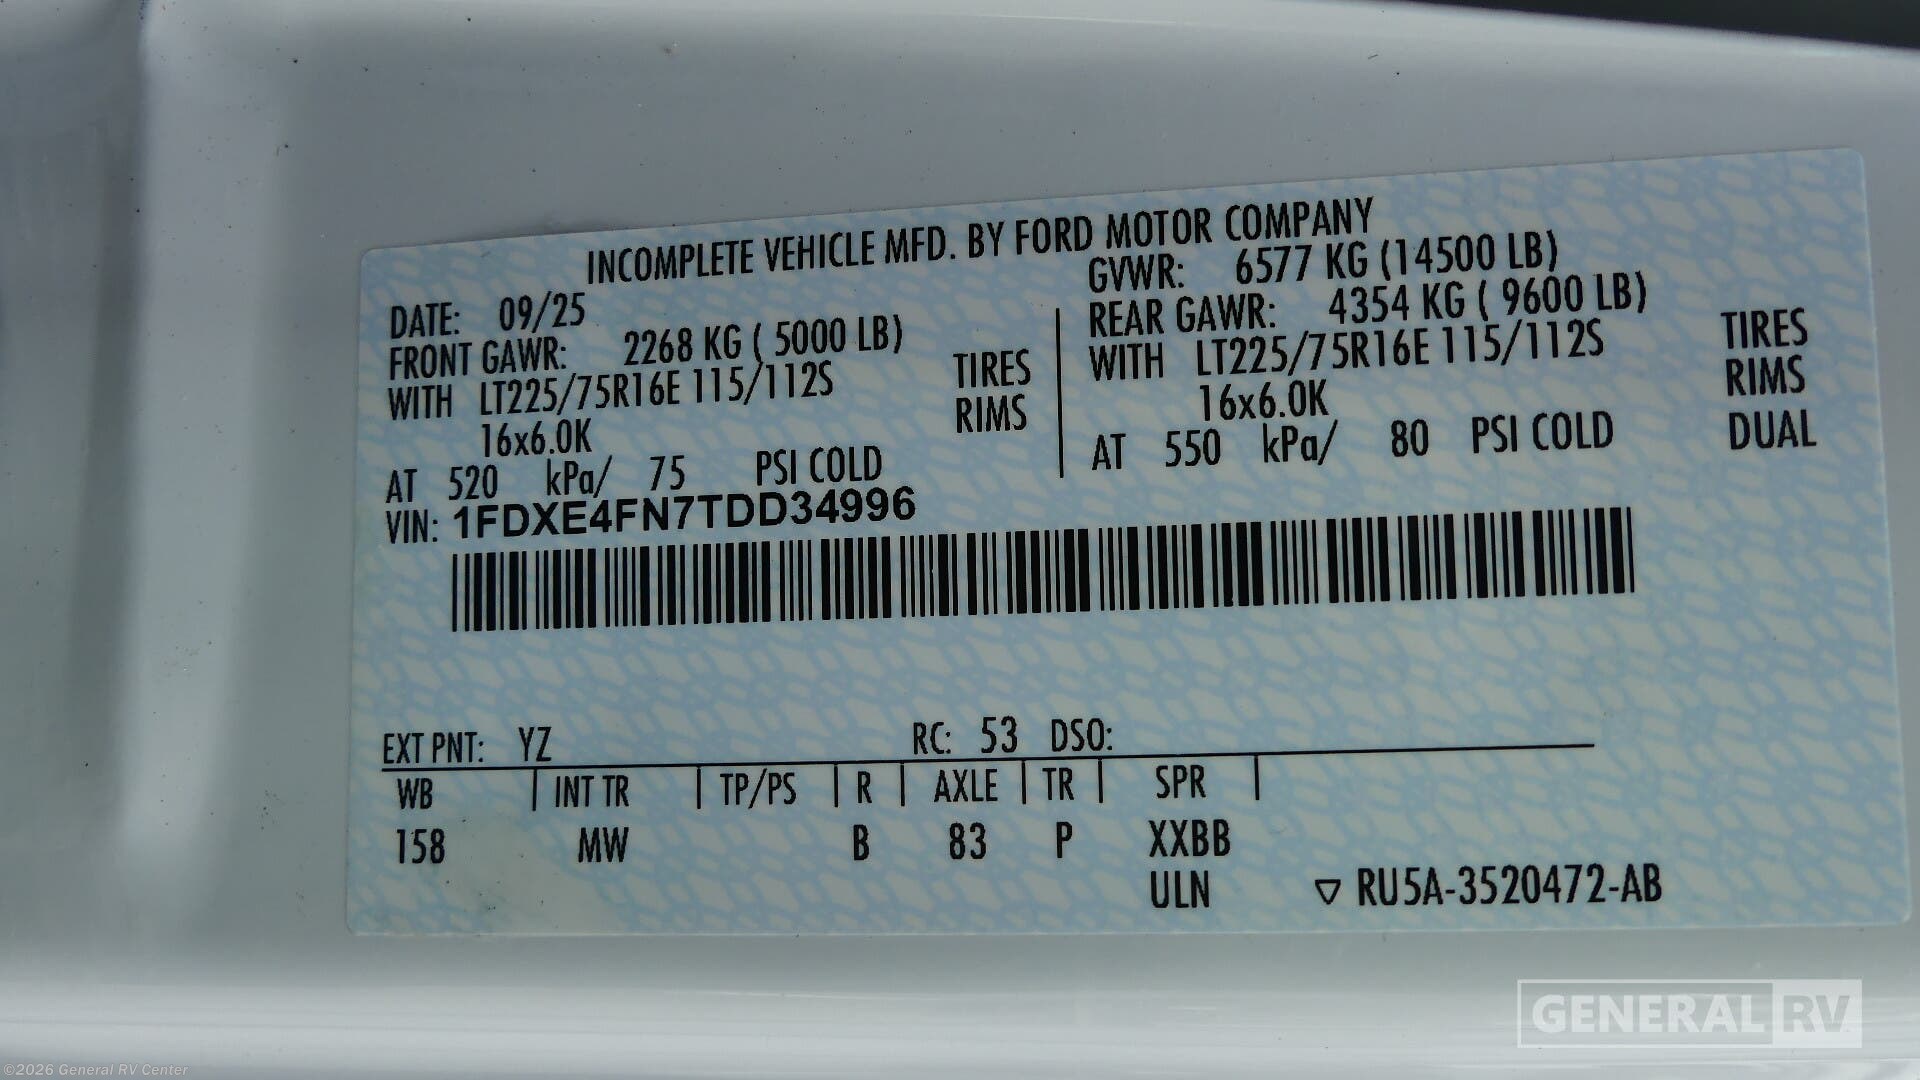 INCOMPLETE VEHICLE MFD. BY FORD MOTOR COMPANY
DATE: 09/25
GVWR: 6577 KG (14500 LB)
FRONT GAWR: 2268 KG ( 5000 LB)
REAR GAWR: 4354 KG ( 9600 LB)
WITH LT225/75R16E 115/112S TIRES
WITH LT225/75R16E 115/112S TIRES
16x6.0K RIMS
16x6.0K RIMS
AT 520 kPa/ 75 PSI COLD
AT 550 kPa/ 80 PSI COLD DUAL
VIN: 1FDXE4FN7TDD34996
EXT PNT: YZ RC: 53 DSO:
WB | INT TR | TP/PS | R | AXLE | TR | SPR |
158 MW B 83 P XXBB
ULN ▽ RU5A-3520472-AB
GENERAL RV
©2026 General RV Center